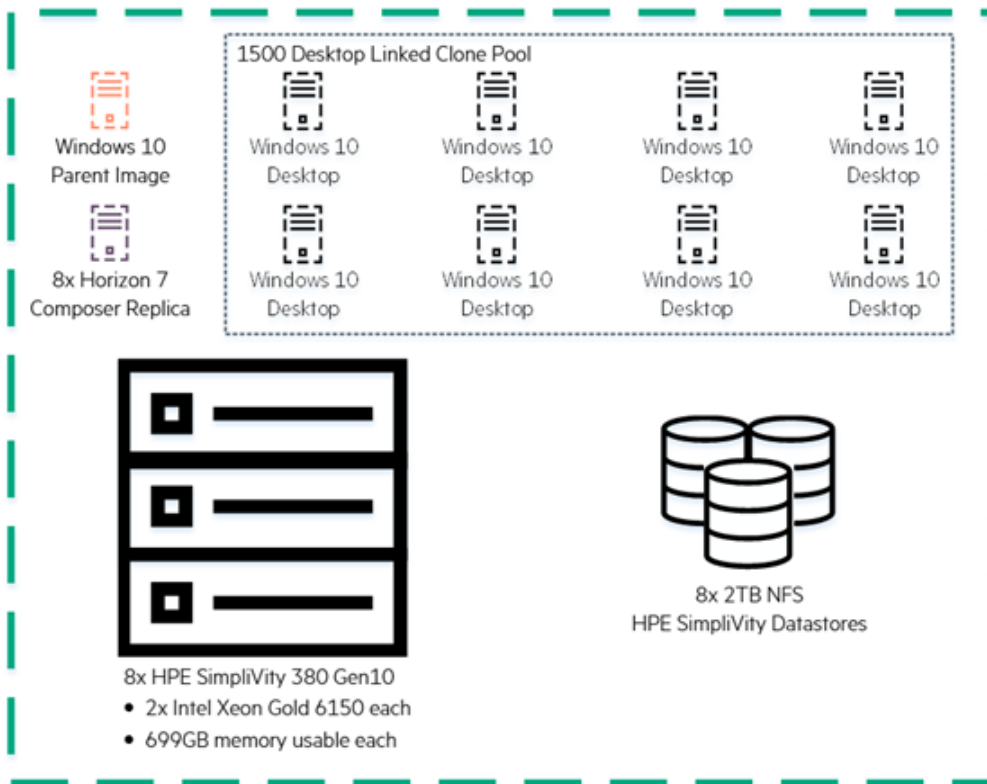 1500 Desktop Linked Clone Pool
Windows 10
Parent Image
Windows 10
Desktop
Windows 10
Desktop
Windows 10
Desktop
Windows 10
Desktop
8x Horizon 7
Composer Replica
Windows 10
Desktop
Windows 10
Desktop
Windows 10
Desktop
Windows 10
Desktop
8x HPE SimpliVity 380 Gen10
• 2x Intel Xeon Gold 6150 each
• 699GB memory usable each
8x 2TB NFS
HPE SimpliVity Datastores